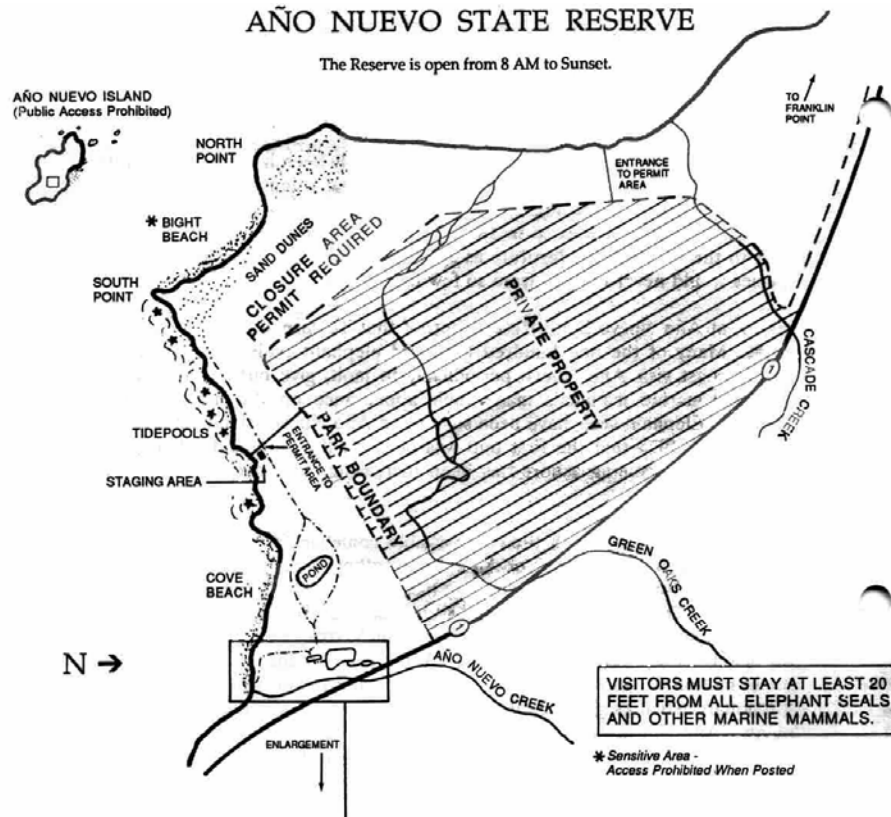 AÑO NUEVO STATE RESERVE
The Reserve is open from 8 AM to Sunset.
AÑO NUEVO ISLAND
(Public Access Prohibited)
TO
FRANKLIN
POINT
NORTH
POINT
ENTRANCE
TO PERMIT
AREA
* BIGHT
BEACH
SAND DUNES
CLOSURE AREA
PERMIT REQUIRED
SOUTH
POINT
PRIVATE PROPERTY
CASCADE CREEK
1
TIDEPOOLS
ENTRANCE TO
PERMIT AREA
PARK BOUNDARY
STAGING AREA
GREEN OAKS CREEK
COVE
BEACH
POND
1
N →
AÑO NUEVO CREEK
VISITORS MUST STAY AT LEAST 20
FEET FROM ALL ELEPHANT SEALS
AND OTHER MARINE MAMMALS.
ENLARGEMENT
* Sensitive Area -
Access Prohibited When Posted